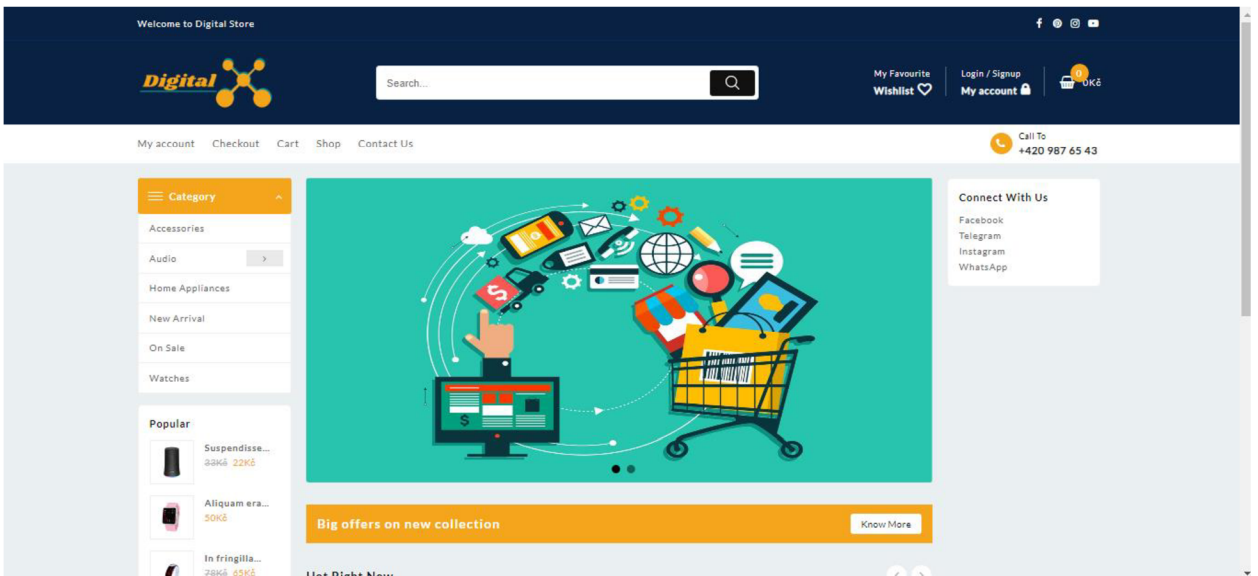 Welcome to Digital Store
Digital
Search...
My Favourite
Wishlist
Login / Signup
My account
0
0Kč
My account
Checkout
Cart
Shop
Contact Us
Call To
+420 987 65 43
Category
Accessories
Audio
Home Appliances
New Arrival
On Sale
Watches
Popular
Suspendisse...
33Kč 22Kč
Aliquam era...
50Kč
In fringilla...
78Kč 65Kč
$
$
Big offers on new collection
Know More
Hot Right Now
Connect With Us
Facebook
Telegram
Instagram
WhatsApp